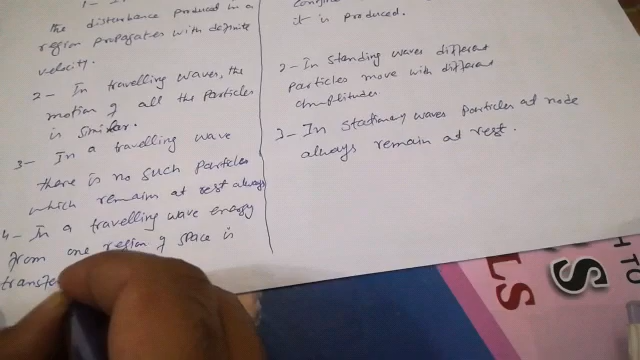 the disturbance produced in a
region propagates with definite
velocity.
2- In travelling waves, the
motion of all the particles
is similar.
3- In a travelling wave
there is no such particles
which remain at rest always
4- In a travelling wave energy
from one region of space is
it is produced.
2- In standing waves different
particles move with different
amplitudes
3- In stationary waves particles at node
always remain at rest.